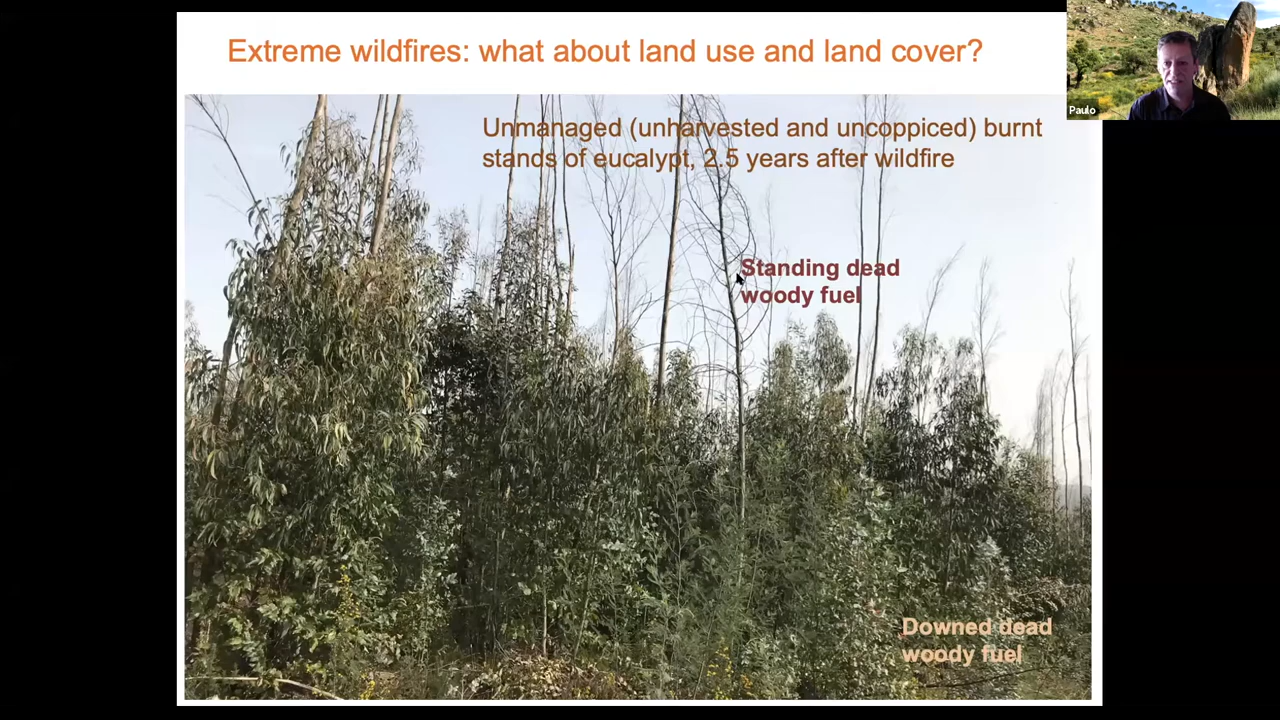 Extreme wildfires: what about land use and land cover?
Paulo
Unmanaged (unharvested and uncoppiced) burnt
stands of eucalypt, 2.5 years after wildfire
Standing dead
woody fuel
Downed dead
woody fuel